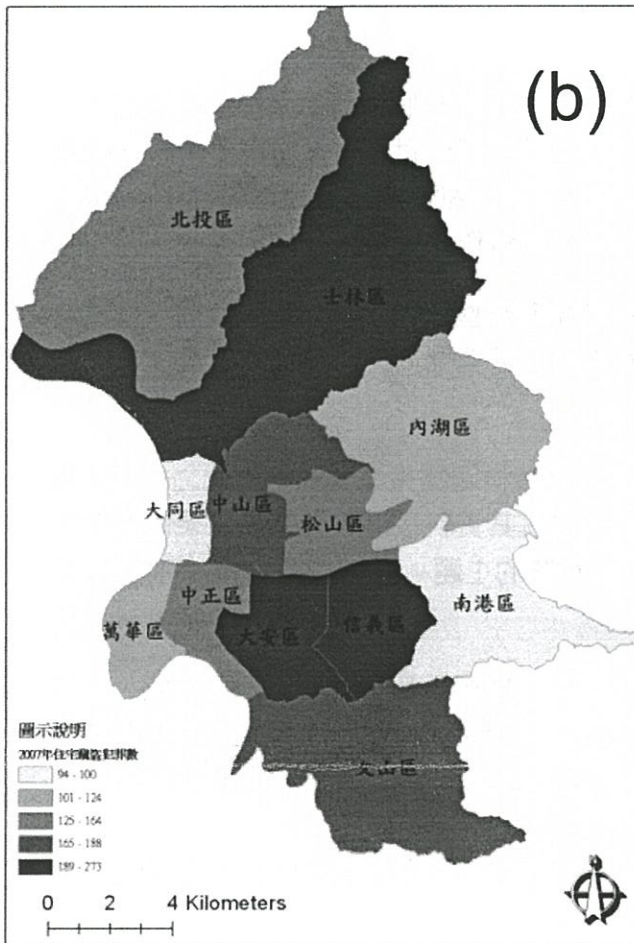 (b)
北投區
士林區
內湖區
大同區
中山區
松山區
中正區
萬華區
大安區
信義區
南港區
文山區
圖示說明
2007年住宅竊盜犯罪數
94 - 100
101 - 124
125 - 164
165 - 188
189 - 273
0 2 4 Kilometers